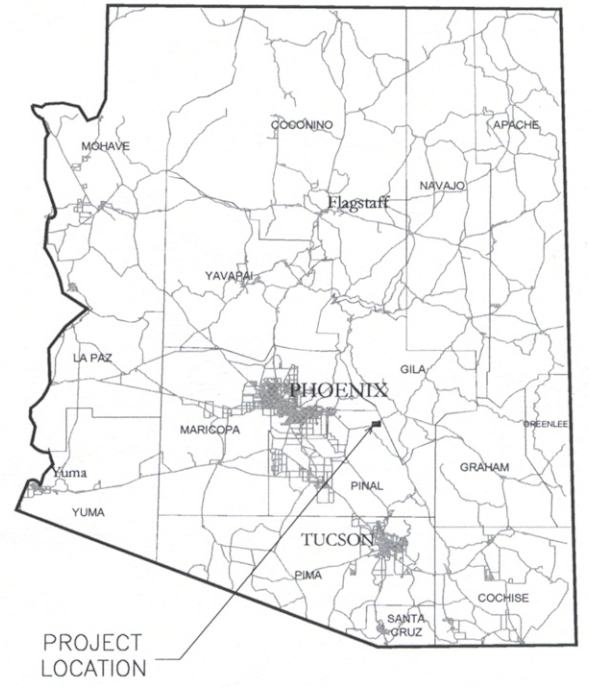 COCONINO
APACHE
MOHAVE
NAVAJO
Flagstaff
YAVAPAI
LA PAZ
GILA
PHOENIX
GREENLEE
MARICOPA
GRAHAM
Yuma
PINAL
YUMA
TUCSON
PIMA
COCHISE
SANTA
CRUZ
PROJECT
LOCATION